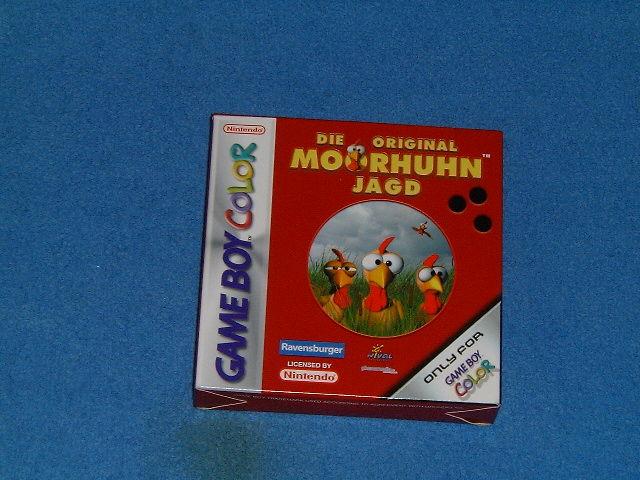 Nintendo
GAME BOY COLOR
DIE ORIGINAL
MOORHUHN™
JAGD
Ravensburger
LICENSED BY
Nintendo
ONLY FOR
GAME BOY
COLOR